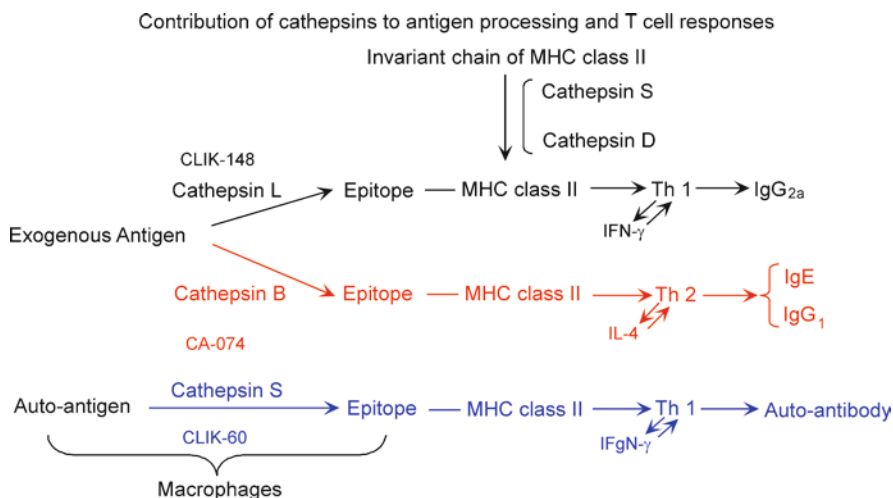 Contribution of cathepsins to antigen processing and T cell responses
Invariant chain of MHC class II
Cathepsin S
Cathepsin D
CLIK-148
Cathepsin L
Epitope
MHC class II
Th 1
IgG2a
IFN-γ
Exogenous Antigen
Cathepsin B
Epitope
MHC class II
Th 2
IgE
IgG1
IL-4
CA-074
Cathepsin S
Auto-antigen
Epitope
MHC class II
Th 1
Auto-antibody
CLIK-60
IFgN-γ
Macrophages